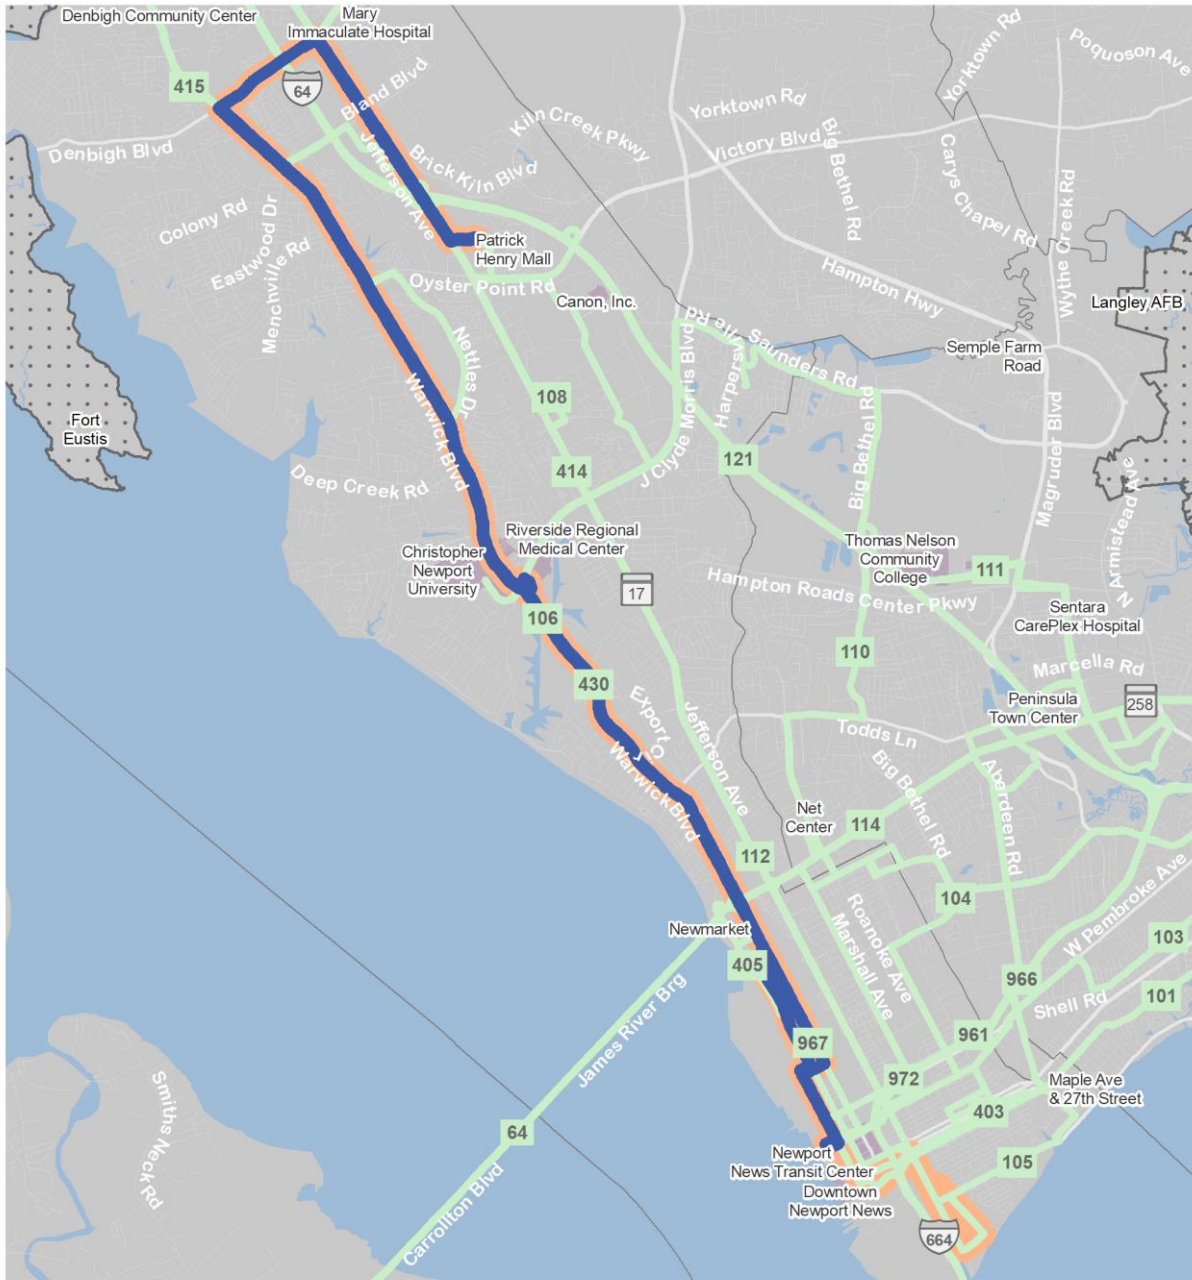 Denbigh Community Center
Mary
Immaculate Hospital
Yorktown Rd
Poquoson Ave
415
64
Bland Blvd
Yorktown Rd
Kiln Creek Pkwy
Victory Blvd
Big Bethel Rd
Denbigh Blvd
Jefferson Ave
Brick Kiln Blvd
Carys Chapel Rd
Wythe Creek Rd
Colony Rd
Eastwood Dr
Menchville Rd
Patrick
Henry Mall
Oyster Point Rd
Canon, Inc.
Hampton Hwy
Langley AFB
Nettles Dr
Saunders Rd
Semple Farm
Road
Warwick Blvd
108
J Clyde Morris Blvd
Big Bethel Rd
Magruder Blvd
Fort
Eustis
414
121
Deep Creek Rd
N Armistead Ave
Riverside Regional
Medical Center
Christopher
Newport
University
Thomas Nelson
Community
College
111
17
Hampton Roads Center Pkwy
106
Sentara
CarePlex Hospital
110
Marcella Rd
430
Peninsula
Town Center
258
Export Cir
Jefferson Ave
Todds Ln
Warwick Blvd
Big Bethel Rd
Aberdeen Rd
Net
Center
114
112
104
Roanoke Ave
Marshall Ave
W Pembroke Ave
Newmarket
103
405
966
101
Shell Rd
James River Brg
967
961
972
Maple Ave
& 27th Street
403
Smiths Neck Rd
64
Newport
News Transit Center
105
Downtown
Newport News
Carrollton Blvd
664